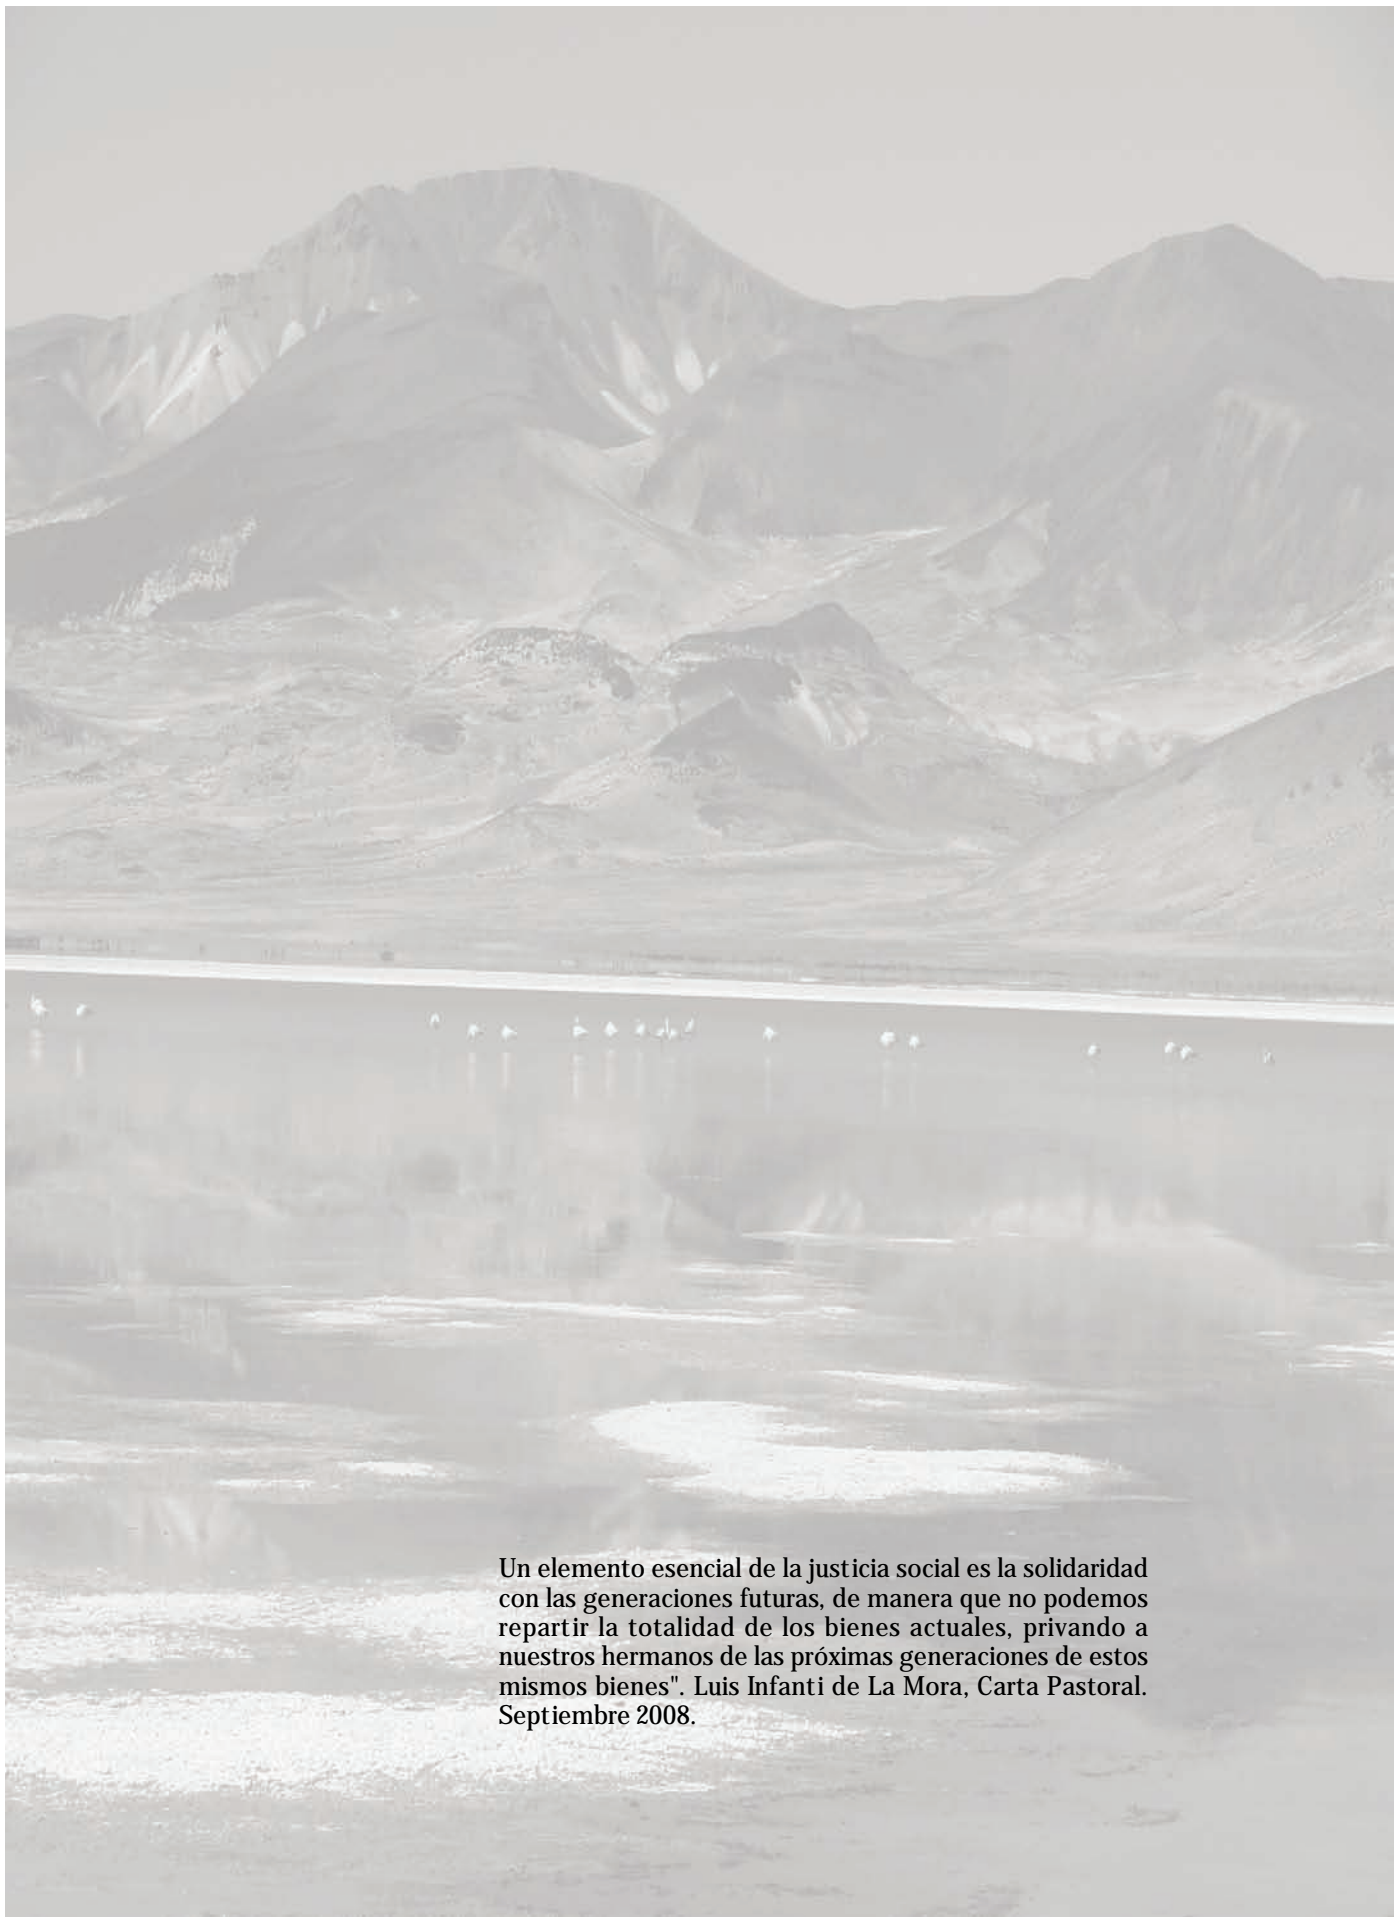 Un elemento esencial de la justicia social es la solidaridad
con las generaciones futuras, de manera que no podemos
repartir la totalidad de los bienes actuales, privando a
nuestros hermanos de las próximas generaciones de estos
mismos bienes". Luis Infanti de La Mora, Carta Pastoral.
Septiembre 2008.